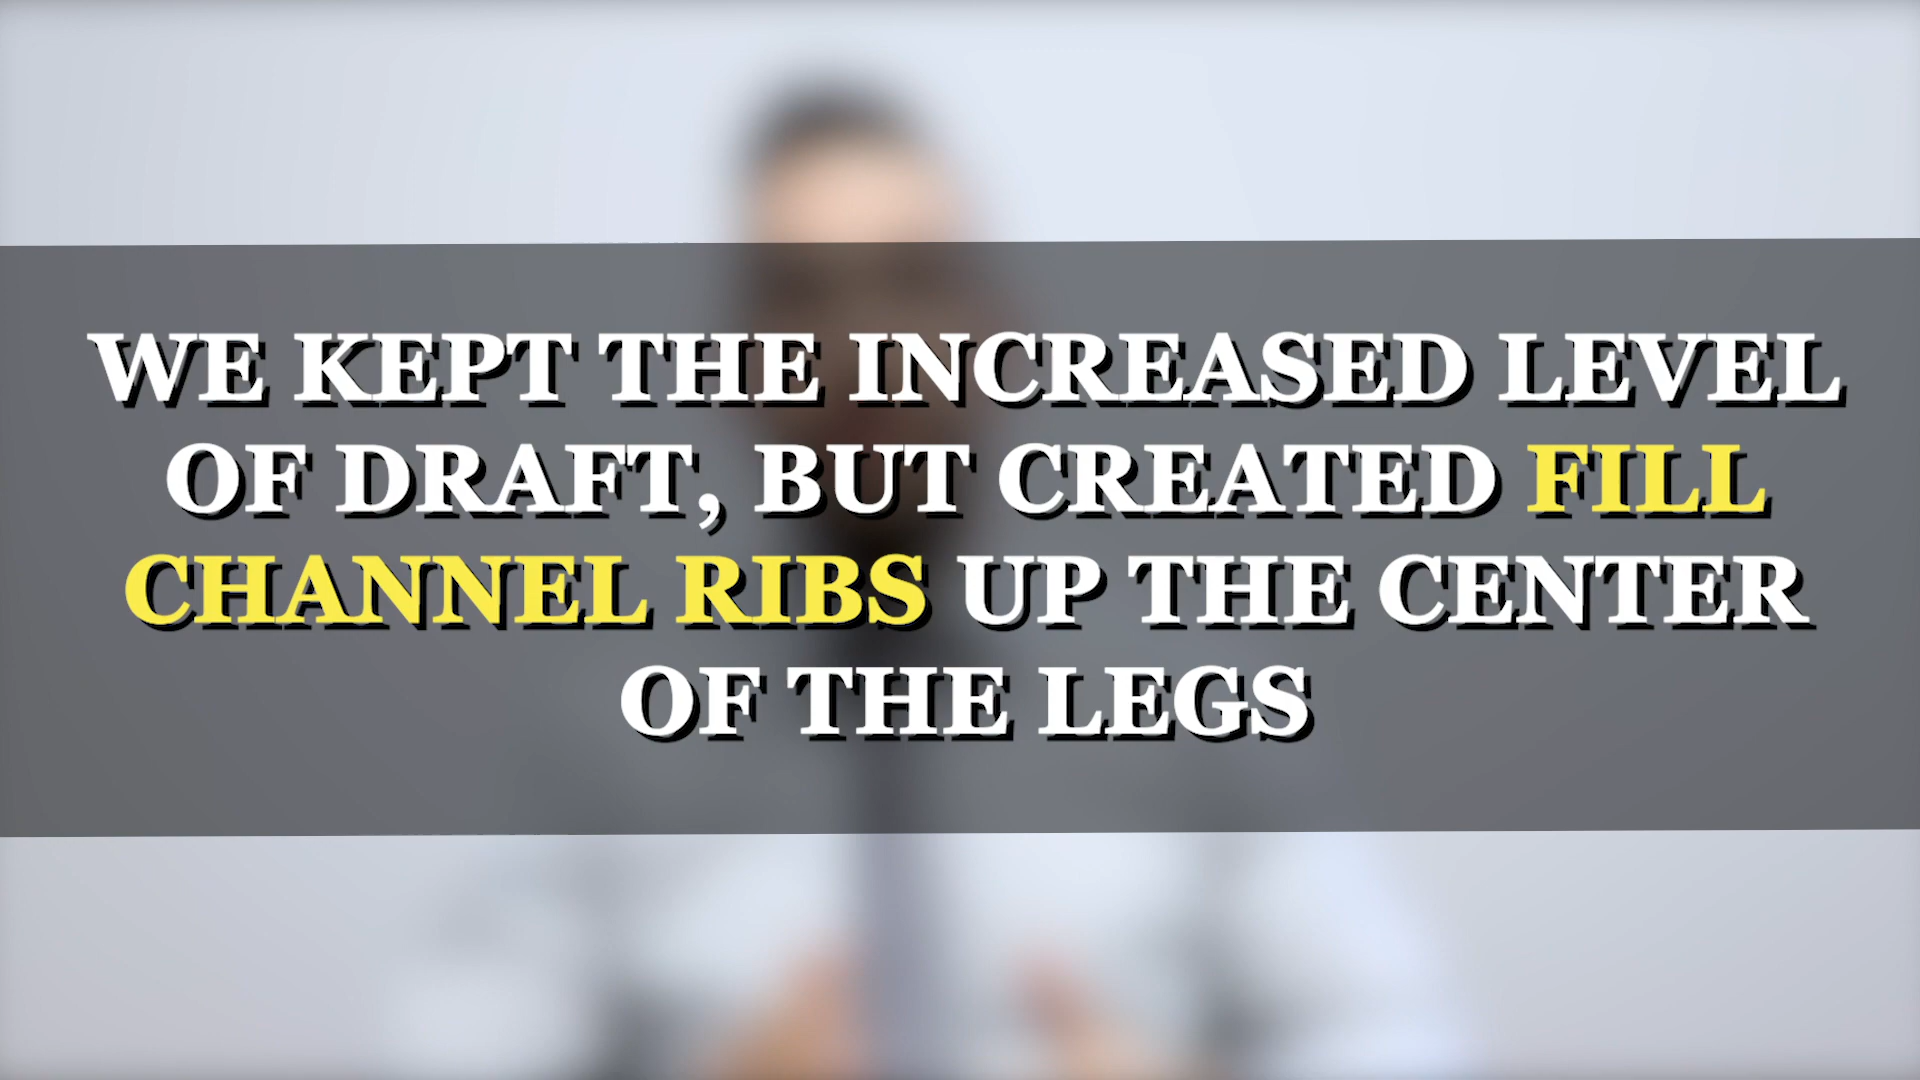 WE KEPT THE INCREASED LEVEL
OF DRAFT, BUT CREATED FILL
CHANNEL RIBS UP THE CENTER
OF THE LEGS